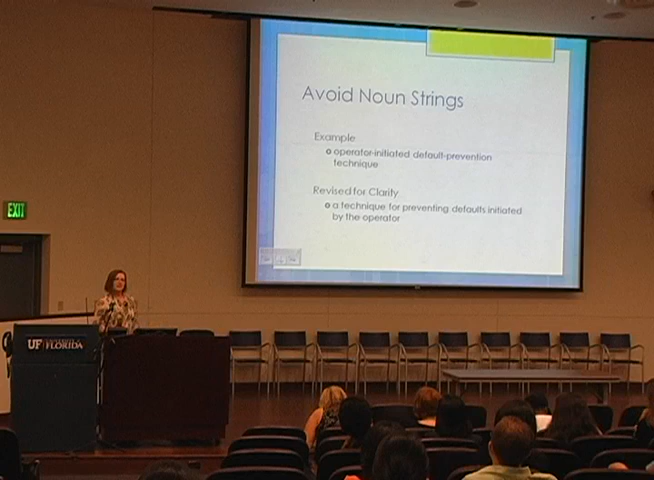 Avoid Noun Strings
Example:
operator-initiated default-prevention
technique
Revised for Clarity
a technique for preventing defaults initiated
by the operator
EXIT
UF
FLORIDA